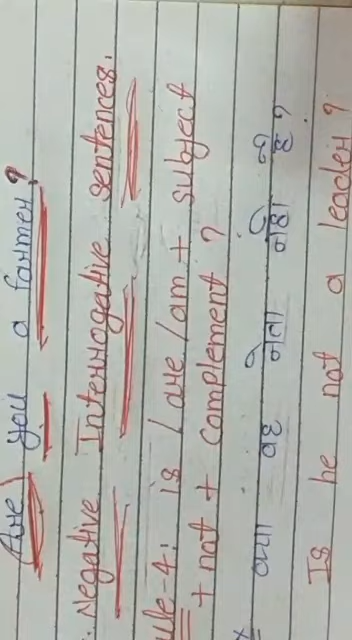 Are you a farmer?
Negative Interrogative sentences.
Rule-4: is / are / am + subject
+ not + complement ?
क्या वह नेता नहीं है ?
Is he not a leader ?